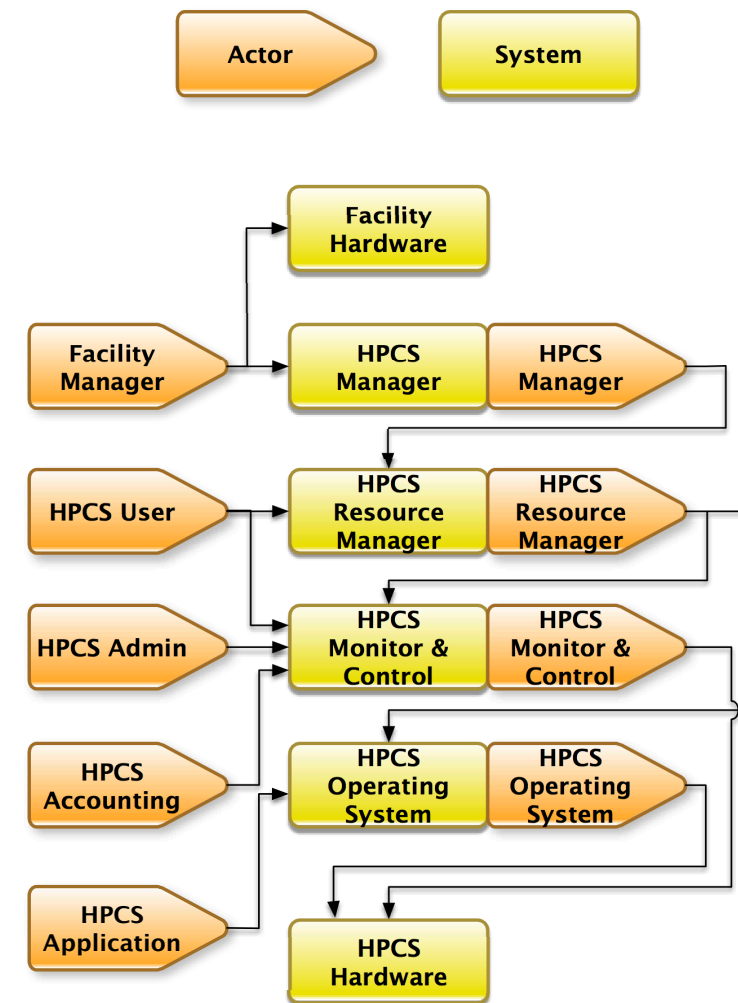 Actor
System
Facility
Hardware
Facility
Manager
HPCS
Manager
HPCS
Manager
HPCS User
HPCS
Resource
Manager
HPCS
Resource
Manager
HPCS Admin
HPCS
Monitor &
Control
HPCS
Monitor &
Control
HPCS
Accounting
HPCS
Operating
System
HPCS
Operating
System
HPCS
Application
HPCS
Hardware